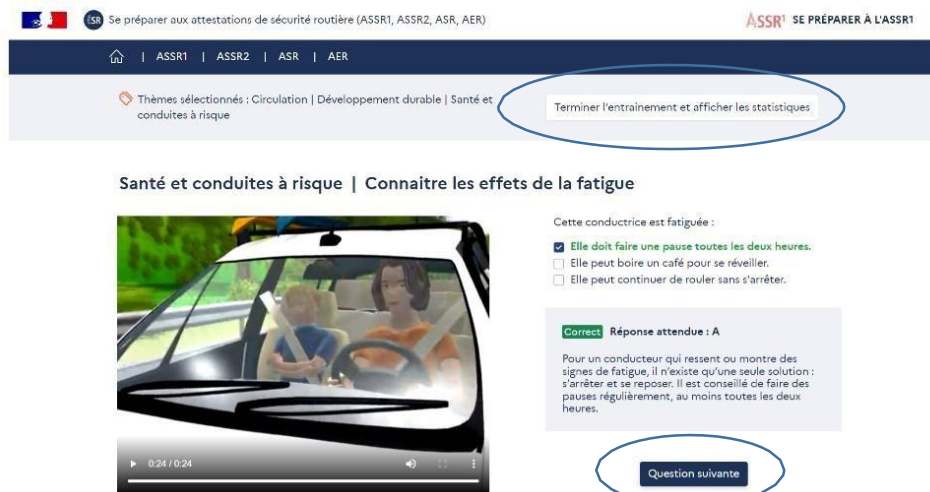 ESR Se préparer aux attestations de sécurité routière (ASSR1, ASSR2, ASR, AER)
ASSR¹ SE PRÉPARER À L'ASSR1
| ASSR1 | ASSR2 | ASR | AER
Thèmes sélectionnés : Circulation | Développement durable | Santé et
conduites à risque
Terminer l'entrainement et afficher les statistiques
Santé et conduites à risque | Connaitre les effets de la fatigue
Cette conductrice est fatiguée :
Elle doit faire une pause toutes les deux heures.
Elle peut boire un café pour se réveiller.
Elle peut continuer de rouler sans s'arrêter.
Correct Réponse attendue : A
Pour un conducteur qui ressent ou montre des
signes de fatigue, il n'existe qu'une seule solution :
s'arrêter et se reposer. Il est conseillé de faire des
pauses régulièrement, au moins toutes les deux
heures.
0:24 / 0:24
Question suivante